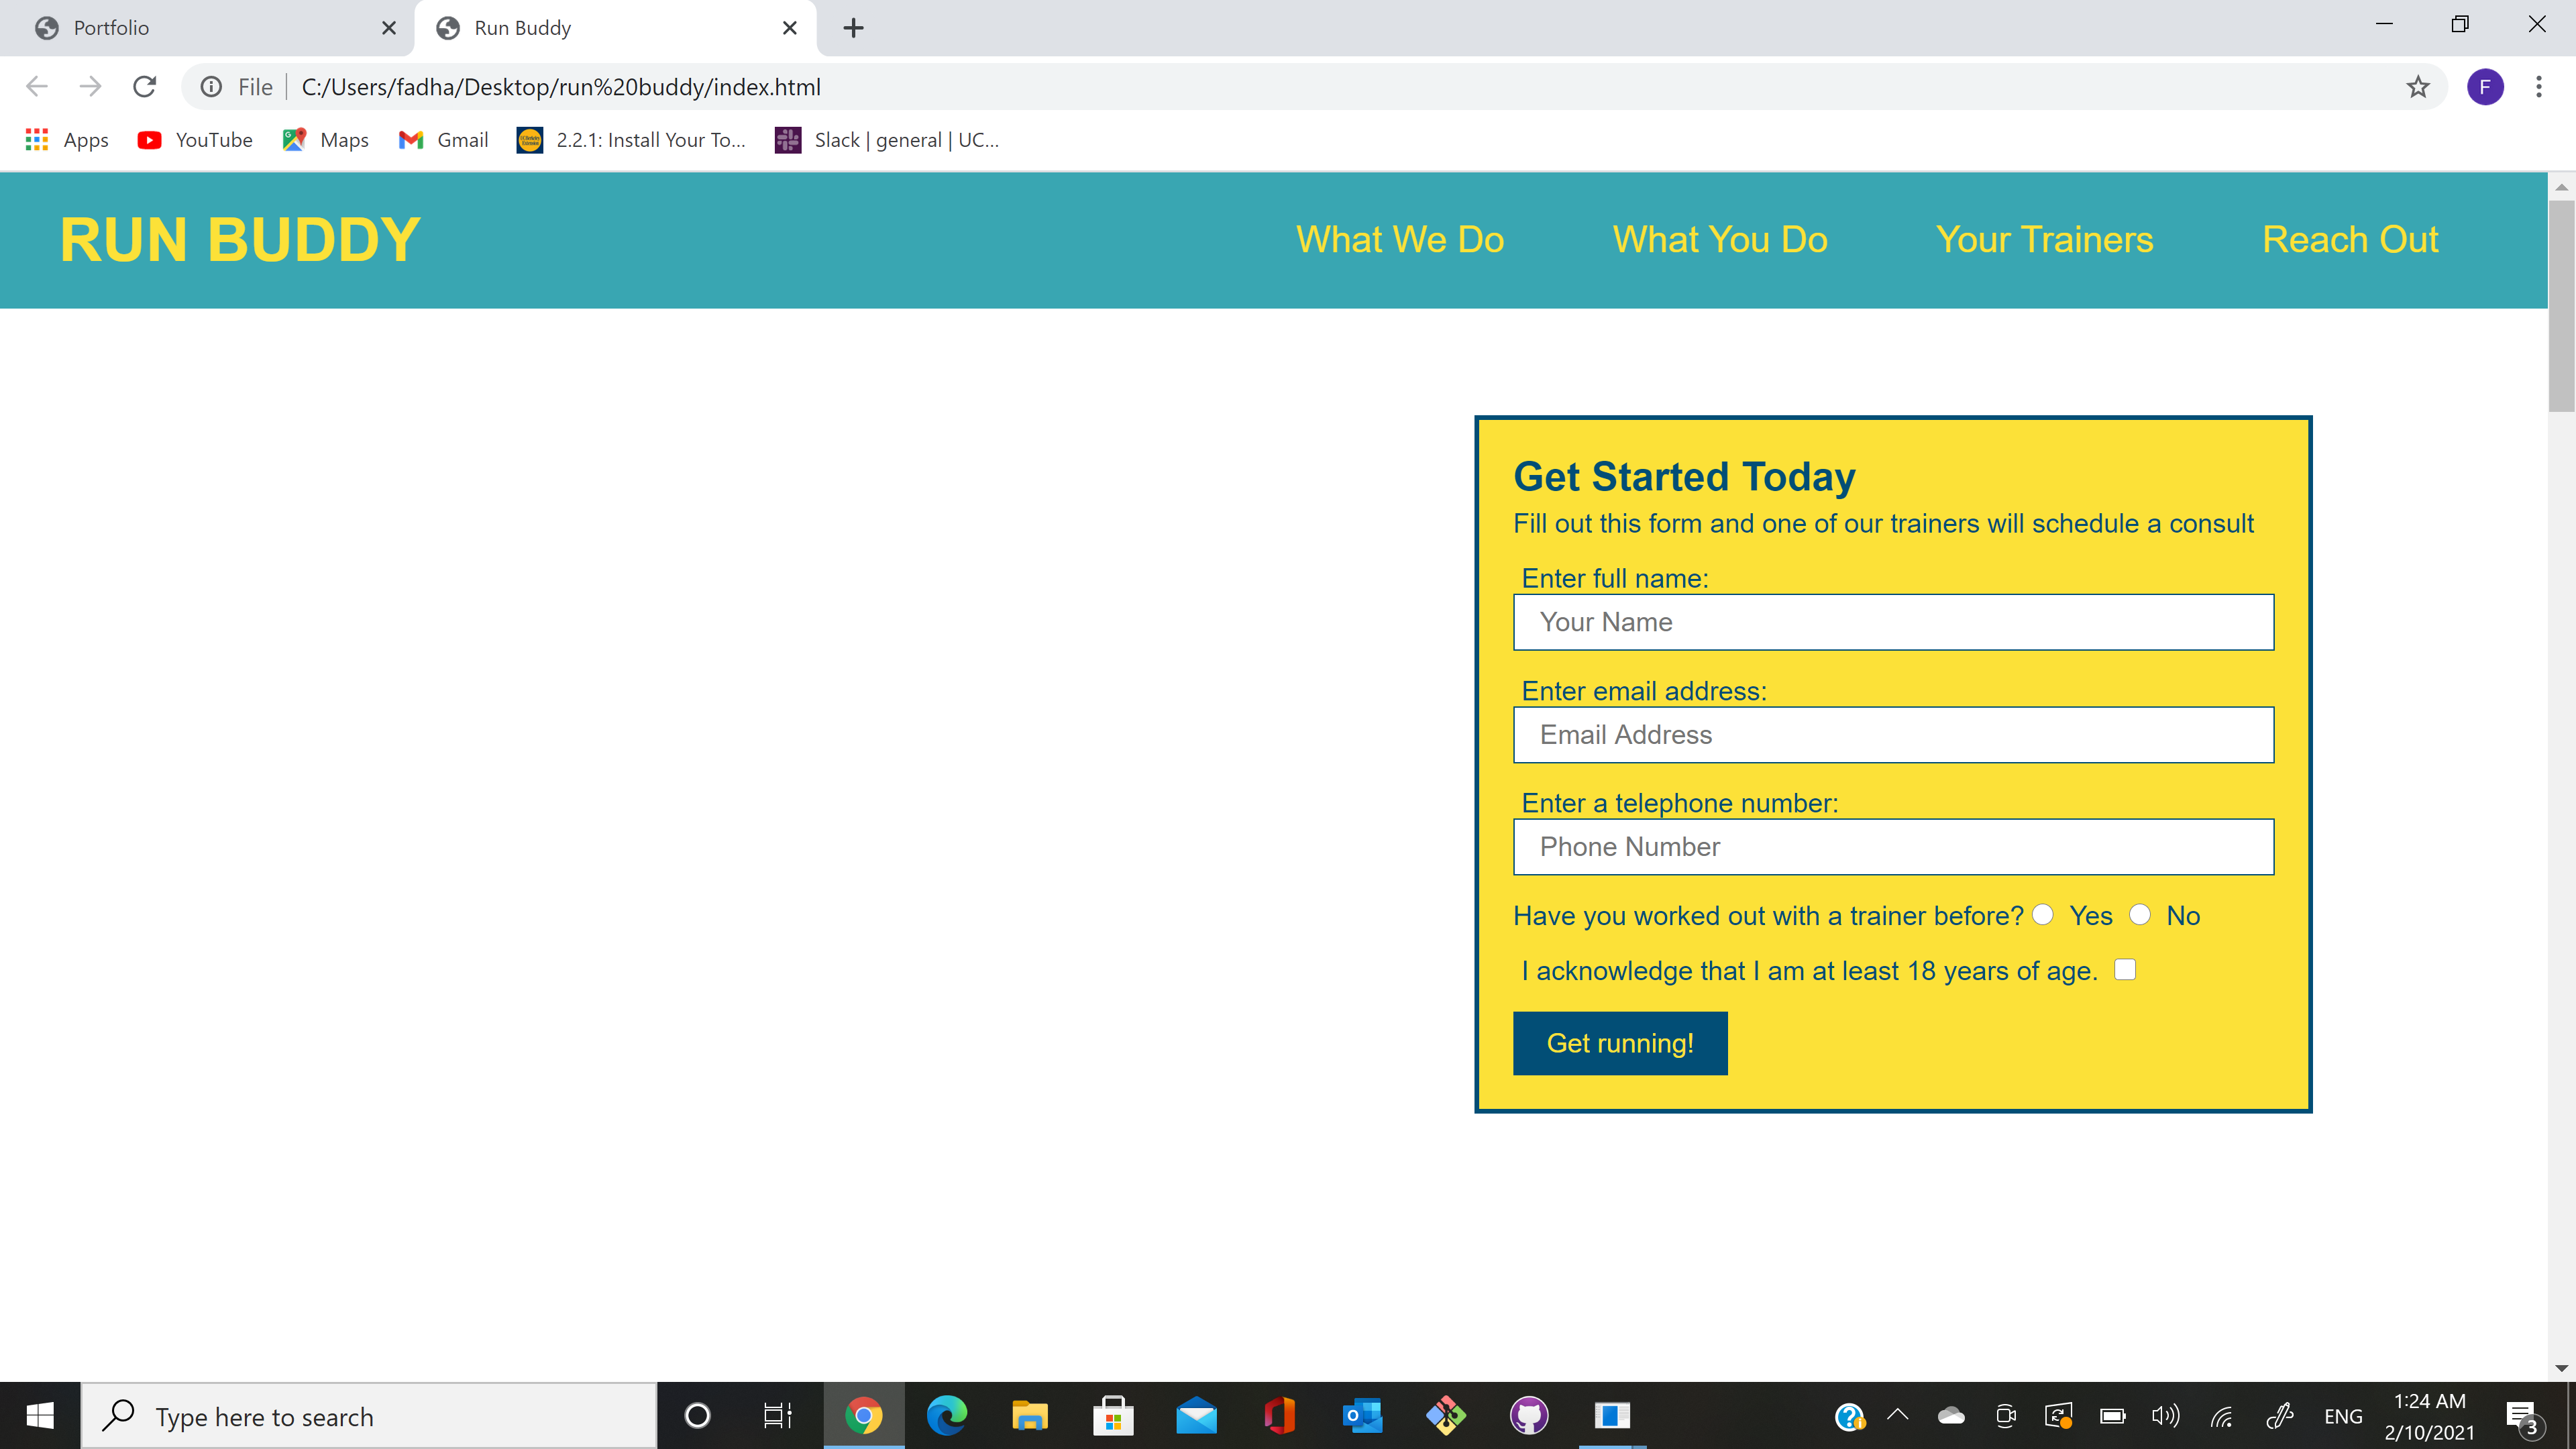 Portfolio
Run Buddy
File C:/Users/fadha/Desktop/run%20buddy/index.html
F
Apps YouTube Maps Gmail 2.2.1: Install Your To... Slack | general | UC...
RUN BUDDY What We Do What You Do Your Trainers Reach Out
Get Started Today
Fill out this form and one of our trainers will schedule a consult
Enter full name:
Your Name
Enter email address:
Email Address
Enter a telephone number:
Phone Number
Have you worked out with a trainer before? Yes No
I acknowledge that I am at least 18 years of age.
Get running!
Type here to search
ENG
1:24 AM
2/10/2021
3